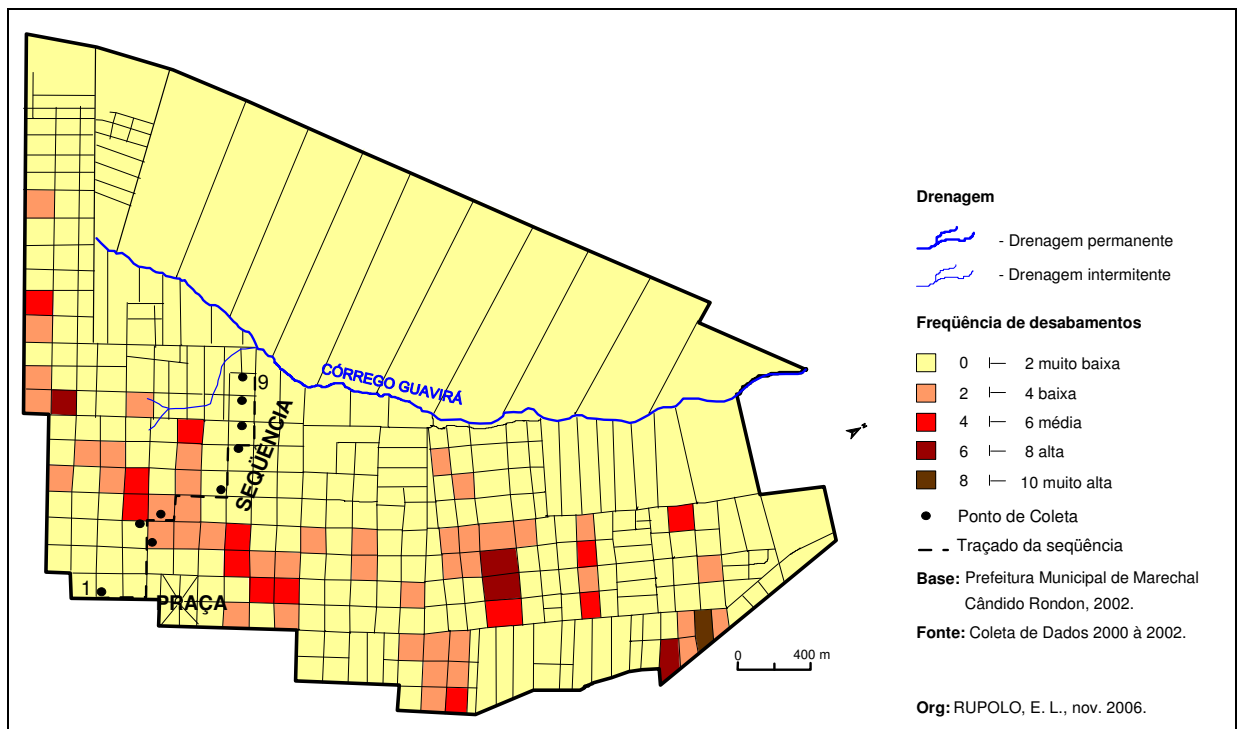 CÓRREGO GUAVIRÁ
9
SEQÜÊNCIA
1
PRAÇA
Drenagem
- Drenagem permanente
- Drenagem intermitente
Freqüência de desabamentos
0 ⊢ 2 muito baixa
2 ⊢ 4 baixa
4 ⊢ 6 média
6 ⊢ 8 alta
8 ⊢ 10 muito alta
Ponto de Coleta
Traçado da seqüência
Base: Prefeitura Municipal de Marechal
Cândido Rondon, 2002.
Fonte: Coleta de Dados 2000 à 2002.
0 400 m
Org: RUPOLO, E. L., nov. 2006.